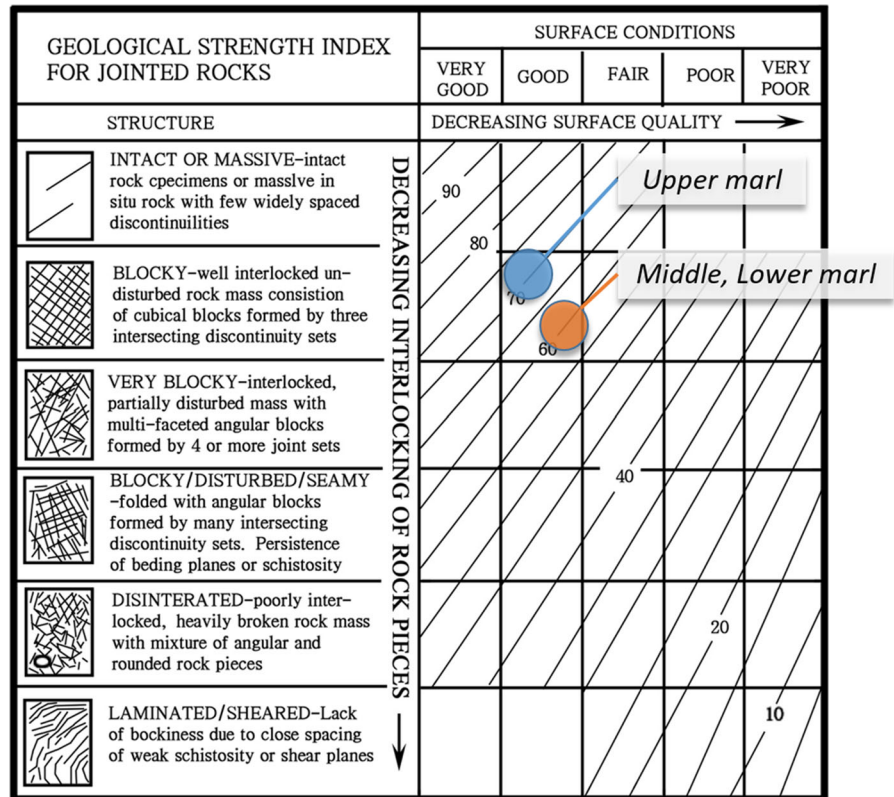 GEOLOGICAL STRENGTH INDEX
FOR JOINTED ROCKS
SURFACE CONDITIONS
VERY
GOOD
GOOD
FAIR
POOR
VERY
POOR
STRUCTURE
DECREASING SURFACE QUALITY
DECREASING INTERLOCKING OF ROCK PIECES
INTACT OR MASSIVE-intact
rock cpecimens or masslve in
situ rock with few widely spaced
discontinuilities
BLOCKY-well interlocked un-
disturbed rock mass consistion
of cubical blocks formed by three
intersecting discontinuity sets
VERY BLOCKY-interlocked,
partially disturbed mass with
multi-faceted angular blocks
formed by 4 or more joint sets
BLOCKY/DISTURBED/SEAMY
-folded with angular blocks
formed by many intersecting
discontinuity sets. Persistence
of beding planes or schistosity
DISINTERATED-poorly inter-
locked, heavily broken rock mass
with mixture of angular and
rounded rock pieces
LAMINATED/SHEARED-Lack
of bockiness due to close spacing
of weak schistosity or shear planes
90
80
70
60
40
20
10
Upper marl
Middle, Lower marl